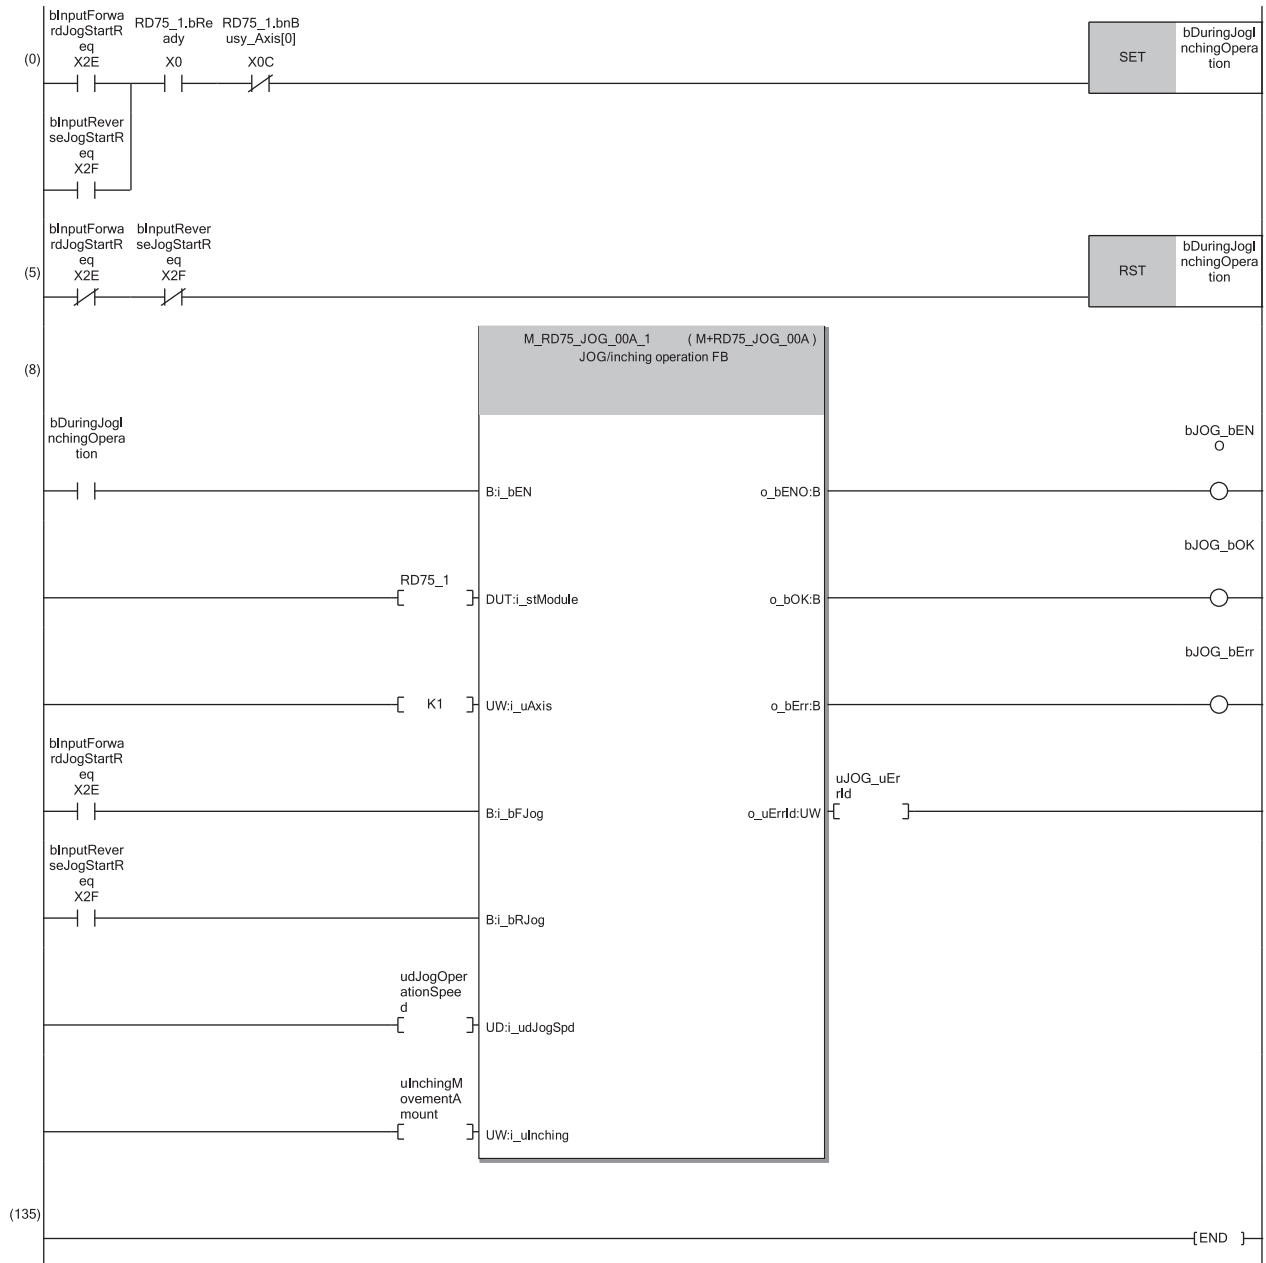 bInputForwa
rdJogStartR
eq
X2E
RD75_1.bRe
ady
X0
RD75_1.bnB
usy_Axis[0]
X0C
(0)
SET
bDuringJogI
nchingOpera
tion
bInputRever
seJogStartR
eq
X2F
bInputForwa
rdJogStartR
eq
X2E
bInputRever
seJogStartR
eq
X2F
(5)
RST
bDuringJogI
nchingOpera
tion
(8)
M_RD75_JOG_00A_1 ( M+RD75_JOG_00A )
JOG/inching operation FB
bDuringJogI
nchingOpera
tion
B:i_bEN
o_bENO:B
bJOG_bEN
O
RD75_1
DUT:i_stModule
o_bOK:B
bJOG_bOK
K1
UW:i_uAxis
o_bErr:B
bJOG_bErr
bInputForwa
rdJogStartR
eq
X2E
B:i_bFJog
o_uErrId:UW
uJOG_uEr
rId
bInputRever
seJogStartR
eq
X2F
B:i_bRJog
udJogOper
ationSpee
d
UD:i_udJogSpd
uInchingM
ovementA
mount
UW:i_uInching
(135)
END